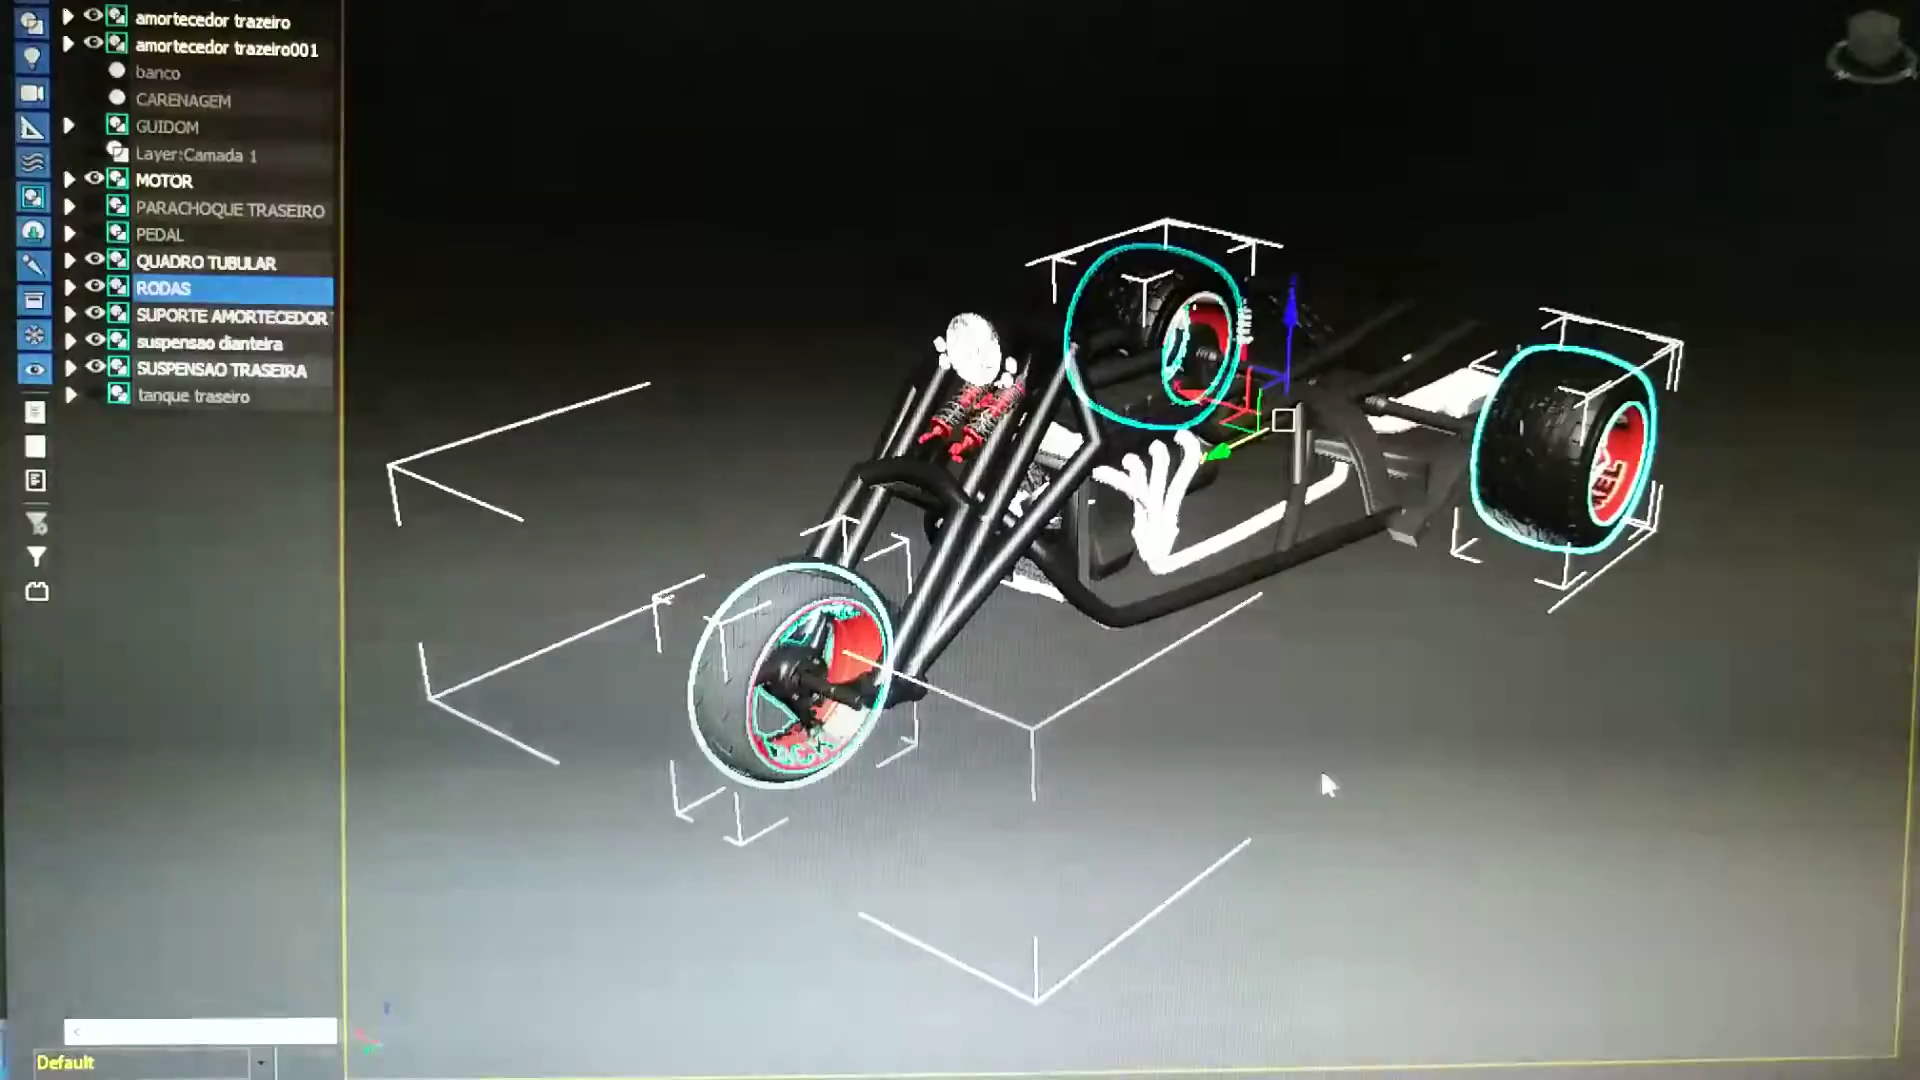 amortecedor trazeiro
amortecedor trazeiro001
banco
CARENAGEM
GUIDOM
Layer:Camada 1
MOTOR
PARACHOQUE TRASEIRO
PEDAL
QUADRO TUBULAR
RODAS
SUPORTE AMORTECEDOR
suspensao dianteira
SUSPENSAO TRASEIRA
tanque traseiro
Default